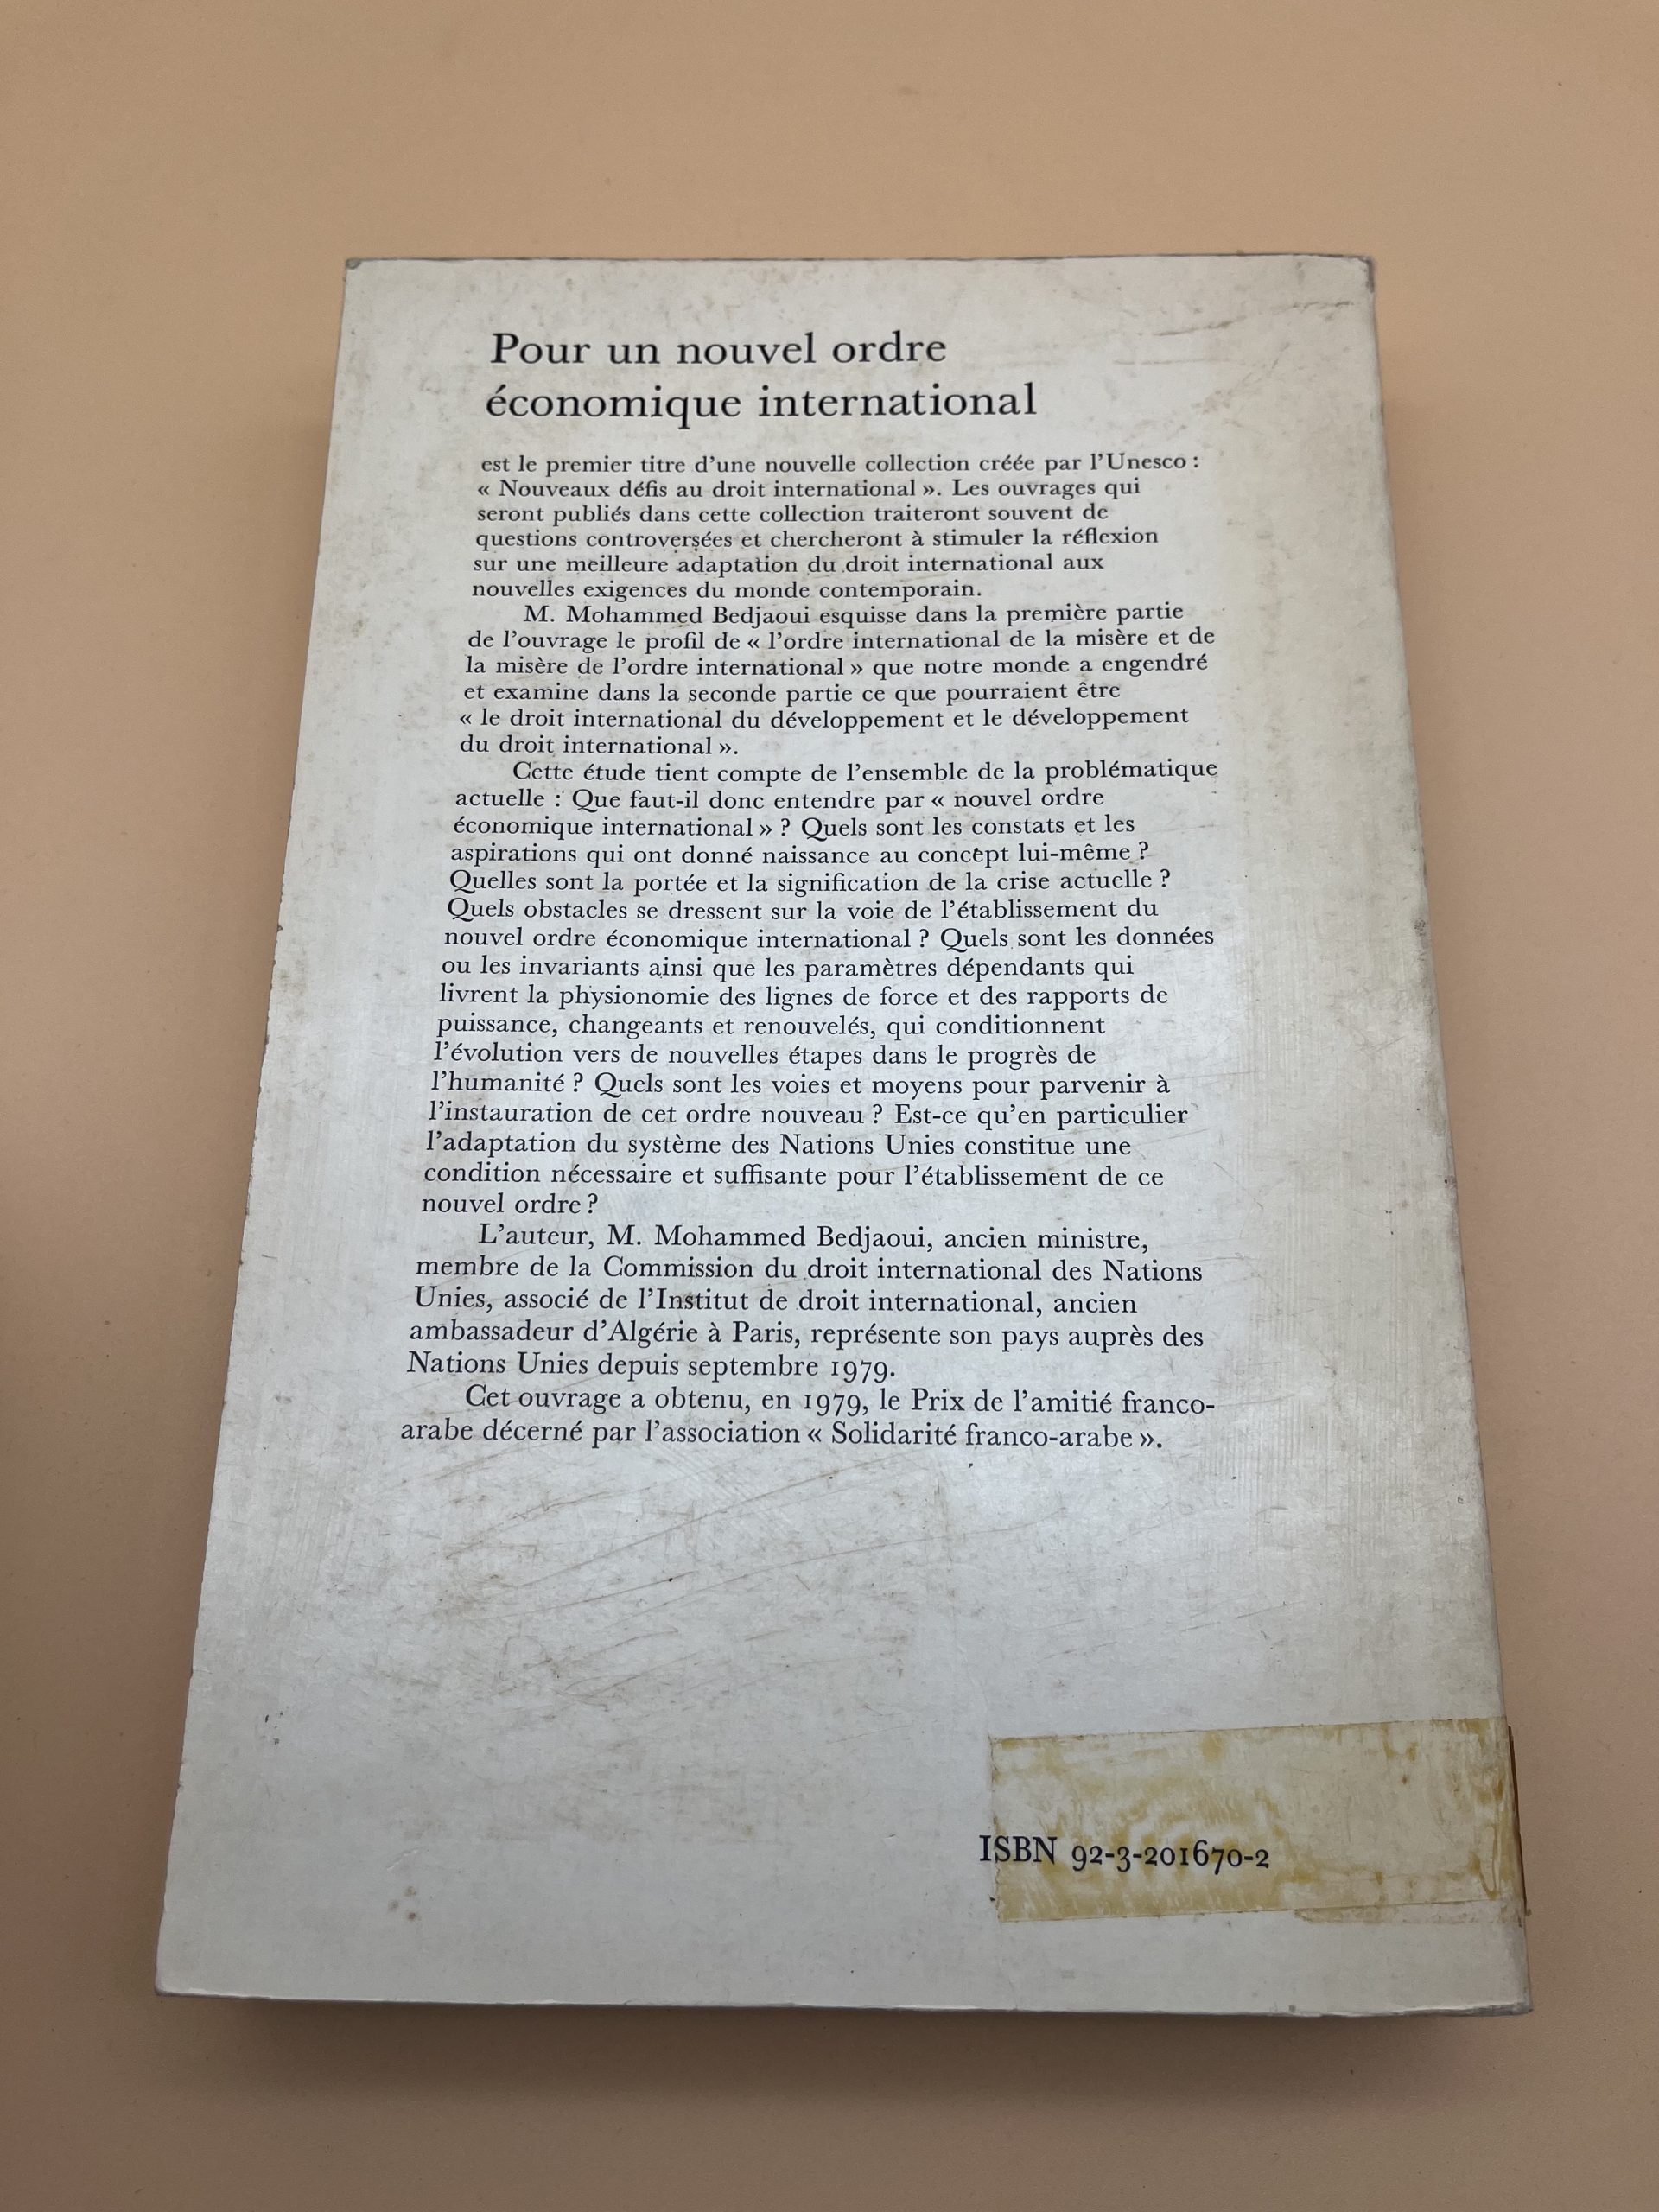 Pour un nouvel ordre
économique international
est le premier titre d'une nouvelle collection créée par l'Unesco :
« Nouveaux défis au droit international ». Les ouvrages qui
seront publiés dans cette collection traiteront souvent de
questions controversées et chercheront à stimuler la réflexion
sur une meilleure adaptation du droit international aux
nouvelles exigences du monde contemporain.
M. Mohammed Bedjaoui esquisse dans la première partie
de l'ouvrage le profil de « l'ordre international de la misère et de
la misère de l'ordre international » que notre monde a engendré
et examine dans la seconde partie ce que pourraient être
« le droit international du développement et le développement
du droit international ».
Cette étude tient compte de l'ensemble de la problématique
actuelle : Que faut-il donc entendre par « nouvel ordre
économique international » ? Quels sont les constats et les
aspirations qui ont donné naissance au concept lui-même ?
Quelles sont la portée et la signification de la crise actuelle ?
Quels obstacles se dressent sur la voie de l'établissement du
nouvel ordre économique international ? Quels sont les données
ou les invariants ainsi que les paramètres dépendants qui
livrent la physionomie des lignes de force et des rapports de
puissance, changeants et renouvelés, qui conditionnent
l'évolution vers de nouvelles étapes dans le progrès de
l'humanité ? Quels sont les voies et moyens pour parvenir à
l'instauration de cet ordre nouveau ? Est-ce qu'en particulier
l'adaptation du système des Nations Unies constitue une
condition nécessaire et suffisante pour l'établissement de ce
nouvel ordre ?
L'auteur, M. Mohammed Bedjaoui, ancien ministre,
membre de la Commission du droit international des Nations
Unies, associé de l'Institut de droit international, ancien
ambassadeur d'Algérie à Paris, représente son pays auprès des
Nations Unies depuis septembre 1979.
Cet ouvrage a obtenu, en 1979, le Prix de l'amitié franco-
arabe décerné par l'association « Solidarité franco-arabe ».
ISBN 92-3-201670-2